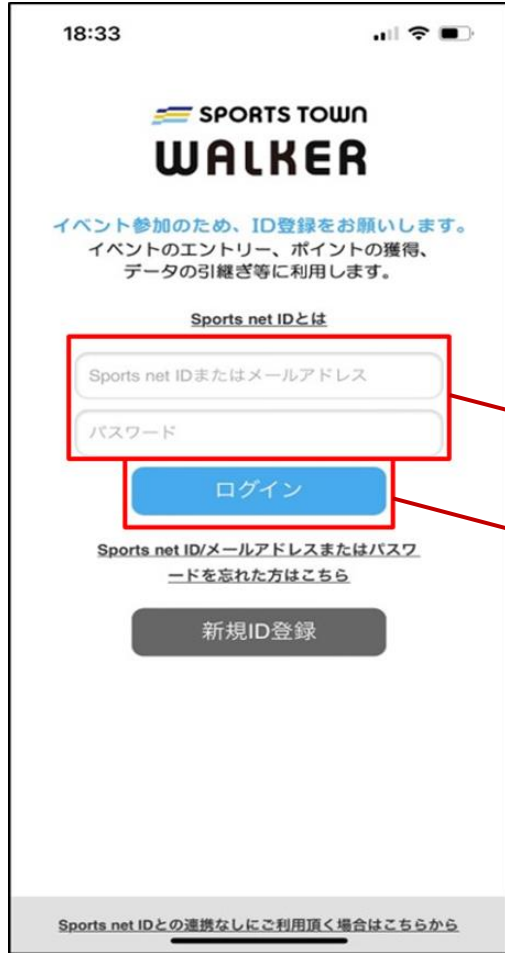 18:33
SPORTS TOWN
WALKER
イベント参加のため、ID登録をお願いします。
イベントのエントリー、ポイントの獲得、
データの引継ぎ等に利用します。
Sports net IDとは
Sports net IDまたはメールアドレス
パスワード
ログイン
Sports net ID/メールアドレスまたはパスワ
ードを忘れた方はこちら
新規ID登録
Sports net IDとの連携なしにご利用頂く場合はこちらから